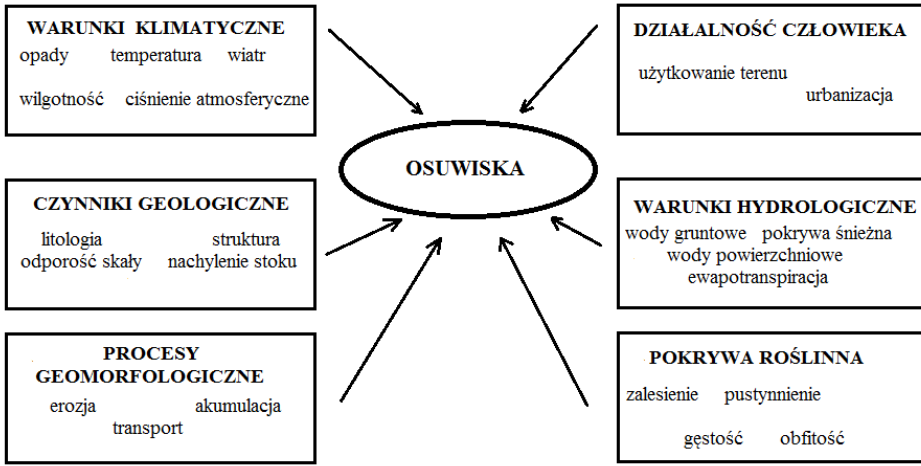 WARUNKI KLIMATYCZNE
opady temperatura wiatr
wilgotność ciśnienie atmosferyczne
DZIAŁALNOŚĆ CZŁOWIEKA
użytkowanie terenu
urbanizacja
OSUWISKA
CZYNNIKI GEOLOGICZNE
litologia struktura
odporość skały nachylenie stoku
WARUNKI HYDROLOGICZNE
wody gruntowe pokrywa śnieżna
wody powierzchniowe
ewapotranspiracja
PROCESY
GEOMORFOLOGICZNE
erozja akumulacja
transport
POKRYWA ROŚLINNA
zalesienie pustynnienie
gęstość obfitość